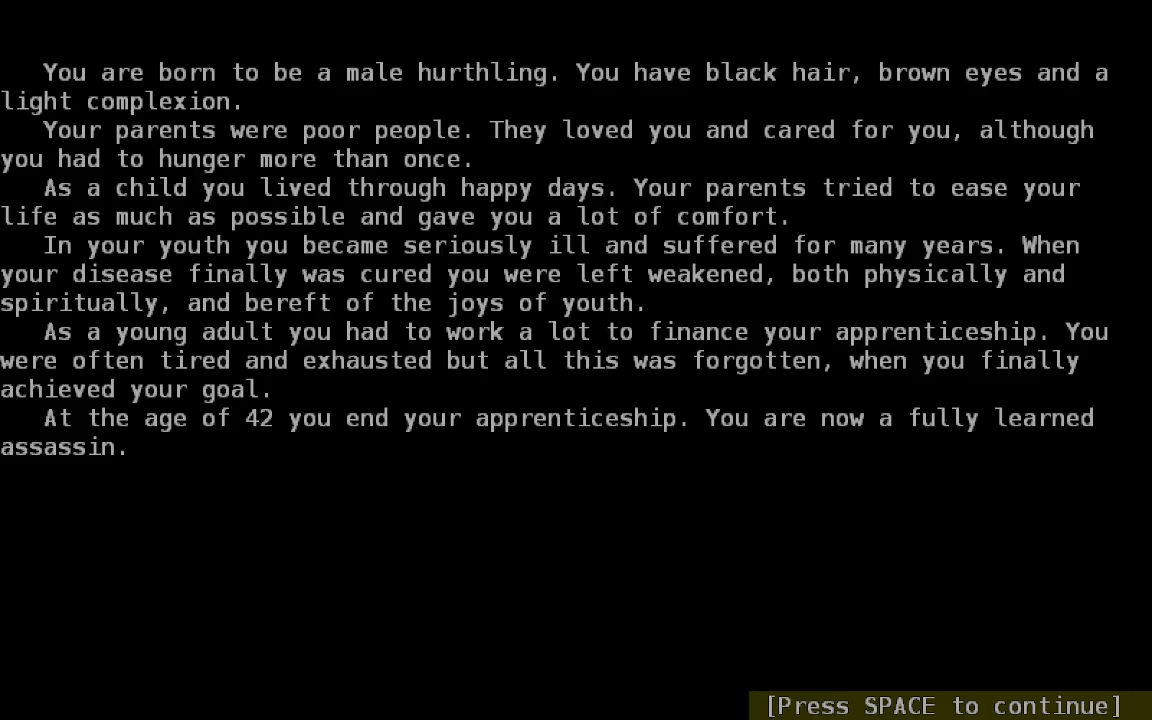 You are born to be a male hurthling. You have black hair, brown eyes and a
light complexion.
Your parents were poor people. They loved you and cared for you, although
you had to hunger more than once.
As a child you lived through happy days. Your parents tried to ease your
life as much as possible and gave you a lot of comfort.
In your youth you became seriously ill and suffered for many years. When
your disease finally was cured you were left weakened, both physically and
spiritually, and bereft of the joys of youth.
As a young adult you had to work a lot to finance your apprenticeship. You
were often tired and exhausted but all this was forgotten, when you finally
achieved your goal.
At the age of 42 you end your apprenticeship. You are now a fully learned
assassin.
[Press SPACE to continue]